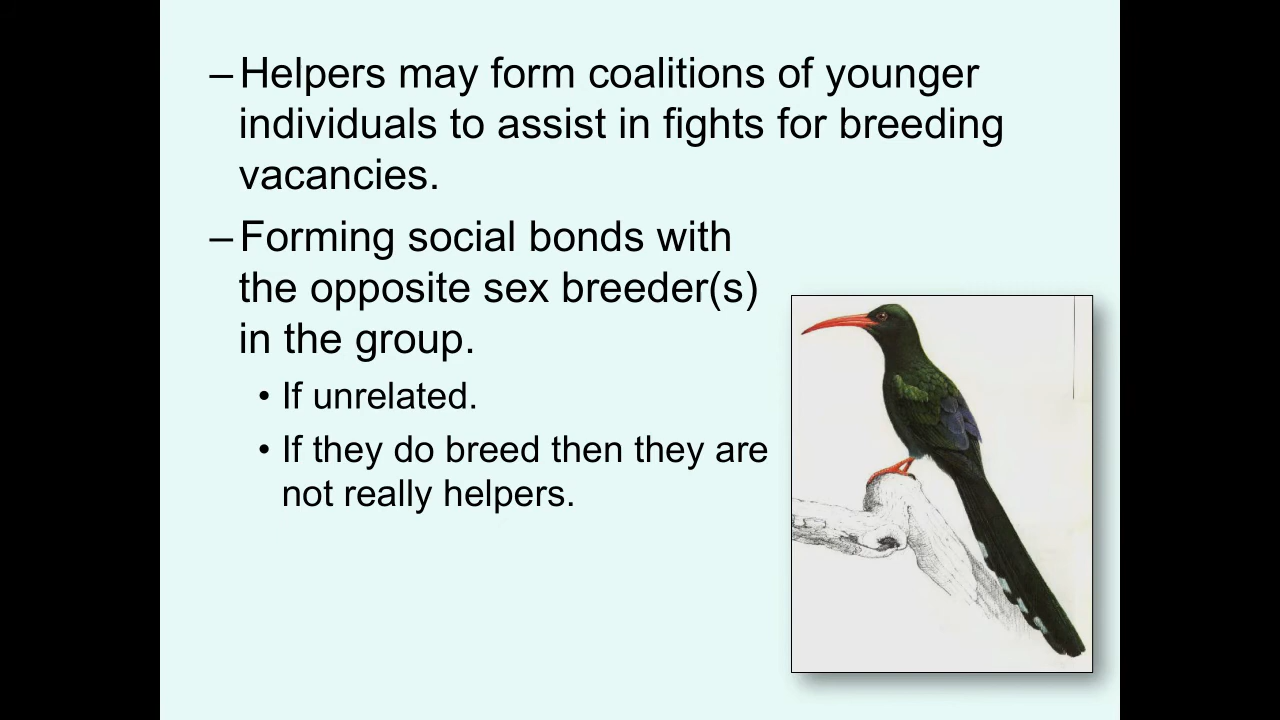 – Helpers may form coalitions of younger
individuals to assist in fights for breeding
vacancies.
– Forming social bonds with
the opposite sex breeder(s)
in the group.
• If unrelated.
• If they do breed then they are
not really helpers.